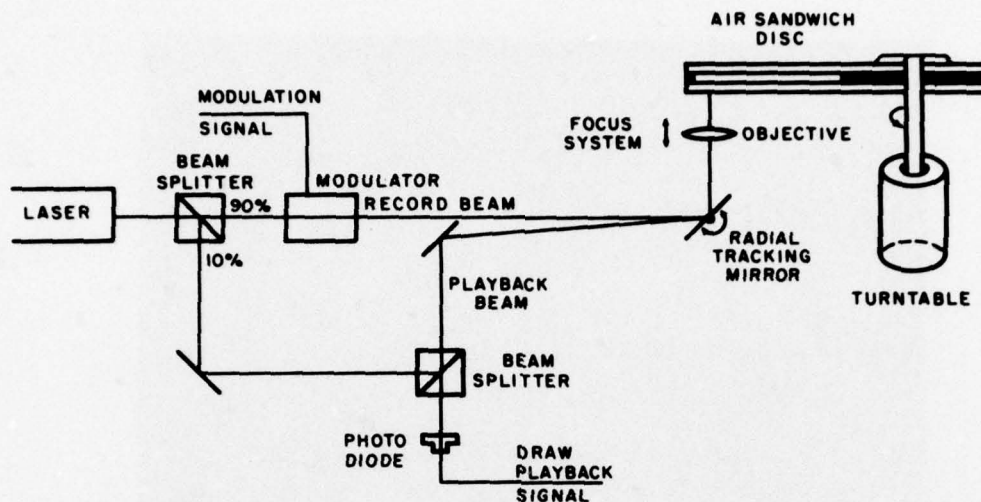 AIR SANDWICH
DISC
MODULATION
SIGNAL
FOCUS
SYSTEM
OBJECTIVE
BEAM
SPLITTER
MODULATOR
LASER
90%
RECORD BEAM
10%
RADIAL
TRACKING
MIRROR
PLAYBACK
BEAM
TURNTABLE
BEAM
SPLITTER
PHOTO
DIODE
DRAW
PLAYBACK
SIGNAL